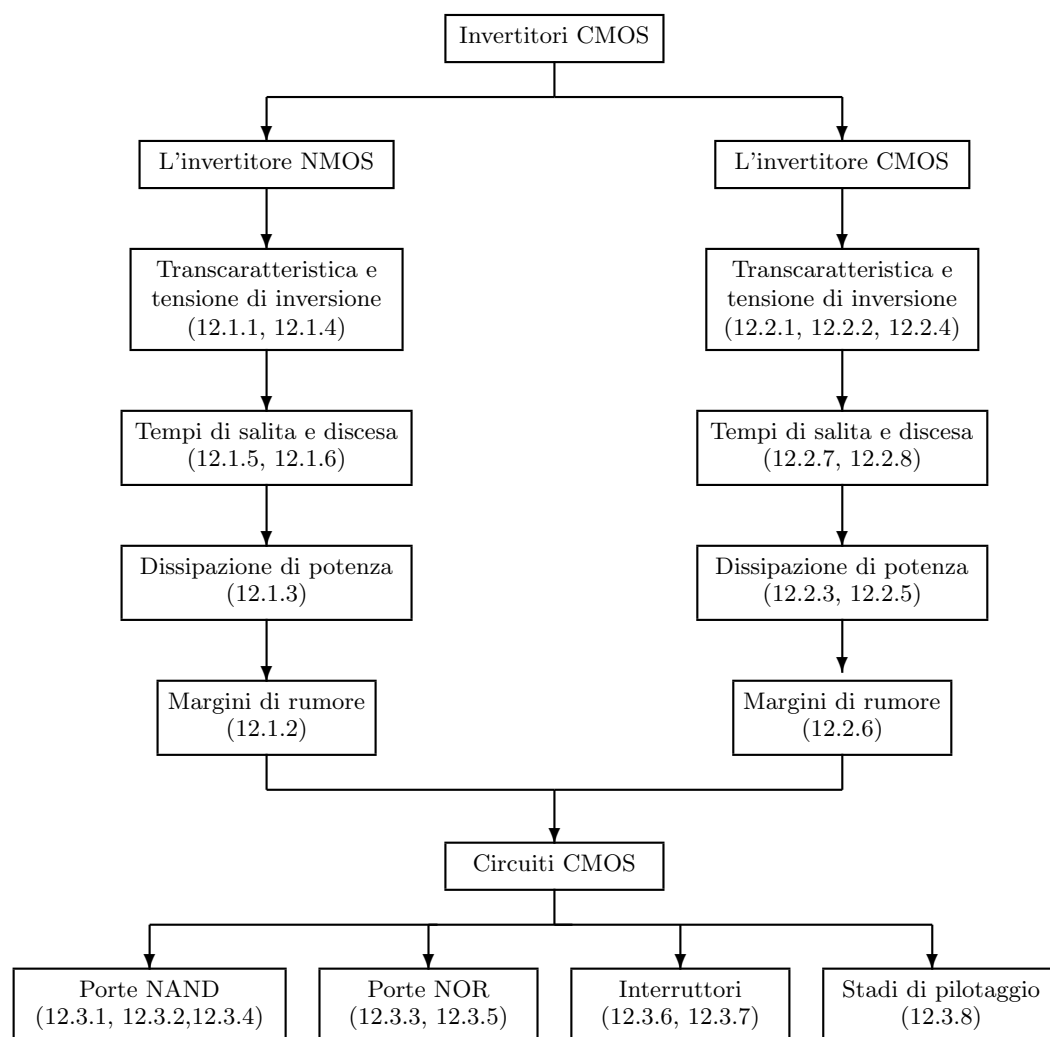 Invertitori CMOS
L'invertitore NMOS
L'invertitore CMOS
Transcaratteristica e
tensione di inversione
(12.1.1, 12.1.4)
Transcaratteristica e
tensione di inversione
(12.2.1, 12.2.2, 12.2.4)
Tempi di salita e discesa
(12.1.5, 12.1.6)
Tempi di salita e discesa
(12.2.7, 12.2.8)
Dissipazione di potenza
(12.1.3)
Dissipazione di potenza
(12.2.3, 12.2.5)
Margini di rumore
(12.1.2)
Margini di rumore
(12.2.6)
Circuiti CMOS
Porte NAND
(12.3.1, 12.3.2,12.3.4)
Porte NOR
(12.3.3, 12.3.5)
Interruttori
(12.3.6, 12.3.7)
Stadi di pilotaggio
(12.3.8)